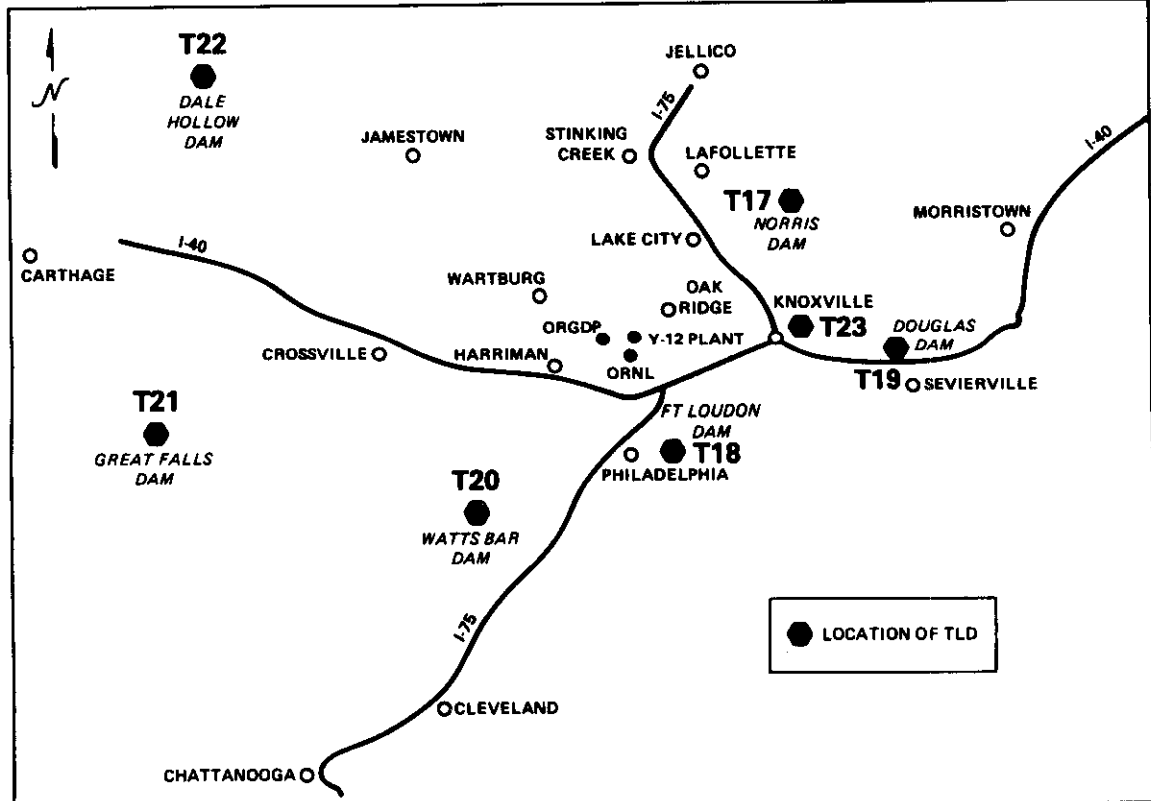 T22
DALE
HOLLOW
DAM
N
JELLICO
I-75
JAMESTOWN
STINKING
CREEK
LAFOLLETTE
I-40
T17
NORRIS
DAM
MORRISTOWN
LAKE CITY
I-40
CARTHAGE
WARTBURG
OAK
RIDGE
KNOXVILLE
T23
DOUGLAS
DAM
ORGDP
Y-12 PLANT
ORNL
CROSSVILLE
HARRIMAN
T19
SEVIERVILLE
T21
GREAT FALLS
DAM
FT LOUDON
DAM
T18
PHILADELPHIA
T20
WATTS BAR
DAM
I-75
LOCATION OF TLD
CLEVELAND
CHATTANOOGA